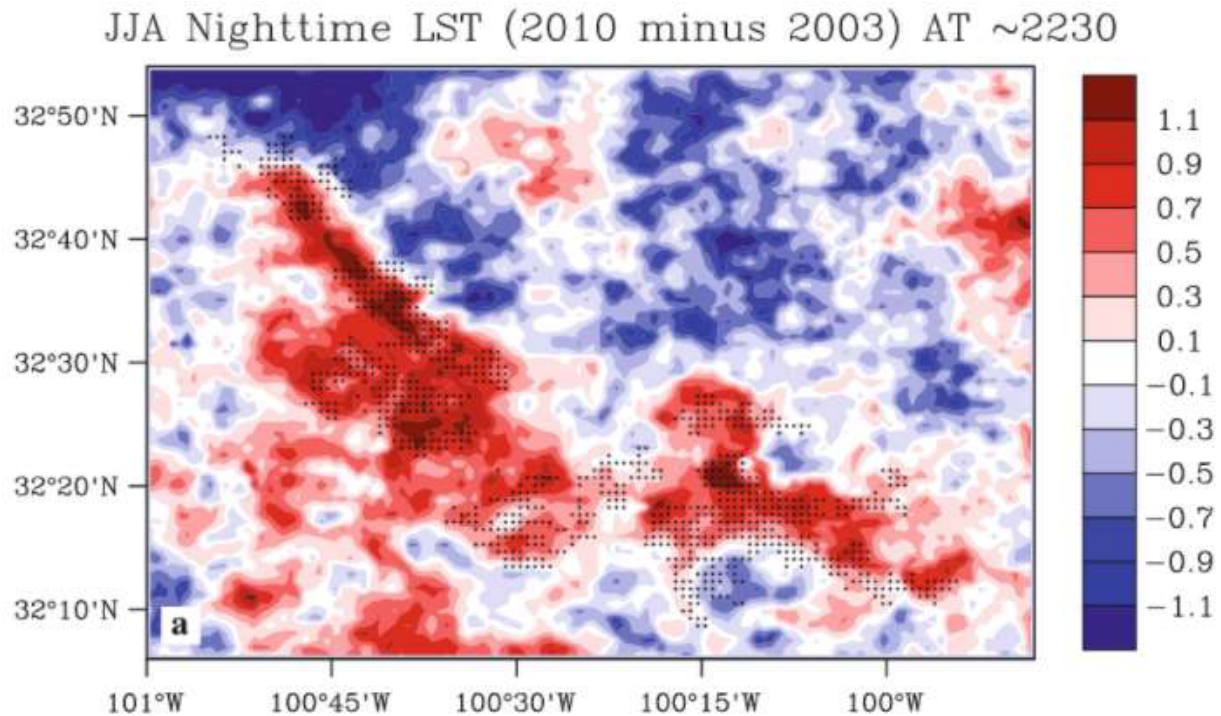 JJA Nighttime LST (2010 minus 2003) AT ~2230
32°50'N
32°40'N
32°30'N
32°20'N
32°10'N
a
101°W
100°45'W
100°30'W
100°15'W
100°W
1.1
0.9
0.7
0.5
0.3
0.1
−0.1
−0.3
−0.5
−0.7
−0.9
−1.1